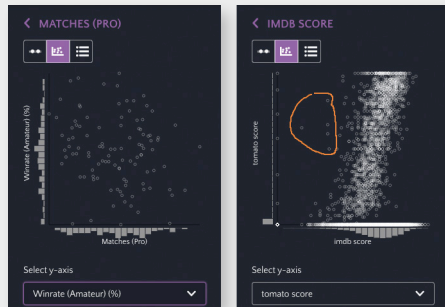 MATCHES (PRO)
Winrate (Amateur) (%)
Matches (Pro)
Select y-axis
Winrate (Amateur) (%)
IMDB SCORE
tomato score
imdb score
Select y-axis
tomato score